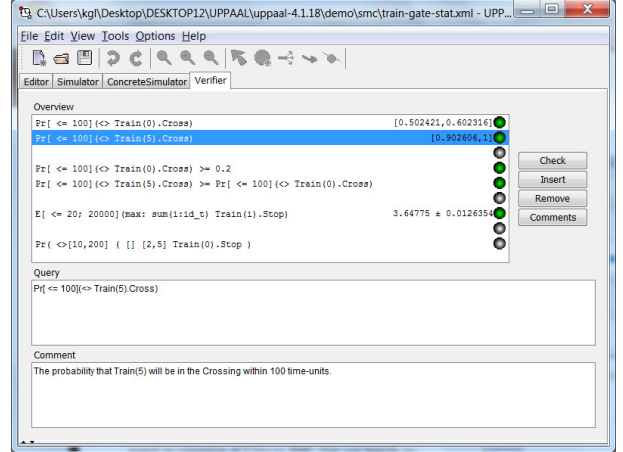 C:\Users\kgl\Desktop\DESKTOP12\UPPAAL\uppaal-4.1.18\demo\smc\train-gate-stat.xml - UPP...
File Edit View Tools Options Help
Editor Simulator ConcreteSimulator Verifier
Overview
Pr[ <= 100](<> Train(0).Cross) [0.502421,0.602316]
Pr[ <= 100](<> Train(5).Cross) [0.902606,1]
Pr[ <= 100](<> Train(0).Cross) >= 0.2
Pr[ <= 100](<> Train(5).Cross) >= Pr[ <= 100](<> Train(0).Cross)
E[ <= 20; 20000](max: sum(i:id_t) Train(i).Stop) 3.64775 ± 0.0126354
Pr( <>[10,200] ( [] [2,5] Train(0).Stop )
Check
Insert
Remove
Comments
Query
Pr[ <= 100](<> Train(5).Cross)
Comment
The probability that Train(5) will be in the Crossing within 100 time-units.